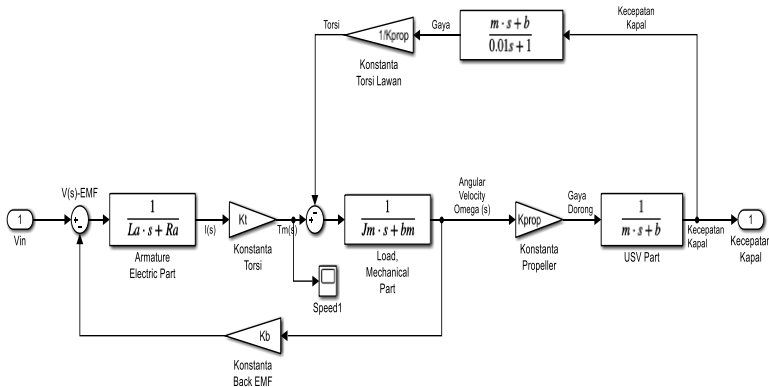 Torsi
1/Kprop
Konstanta
Torsi Lawan
Gaya
m · s + b
0.01s + 1
Kecepatan
Kapal
V(s)-EMF
1
Vin
+
-
1
La · s + Ra
Armature
Electric Part
I(s)
Kt
Konstanta
Torsi
Tm(s)
-
+
Speed1
1
Jm · s + bm
Load,
Mechanical
Part
Angular
Velocity
Omega (s)
Kprop
Konstanta
Propeller
Gaya
Dorong
1
m · s + b
USV Part
Kecepatan
Kapal
1
Kecepatan
Kapal
Kb
Konstanta
Back EMF